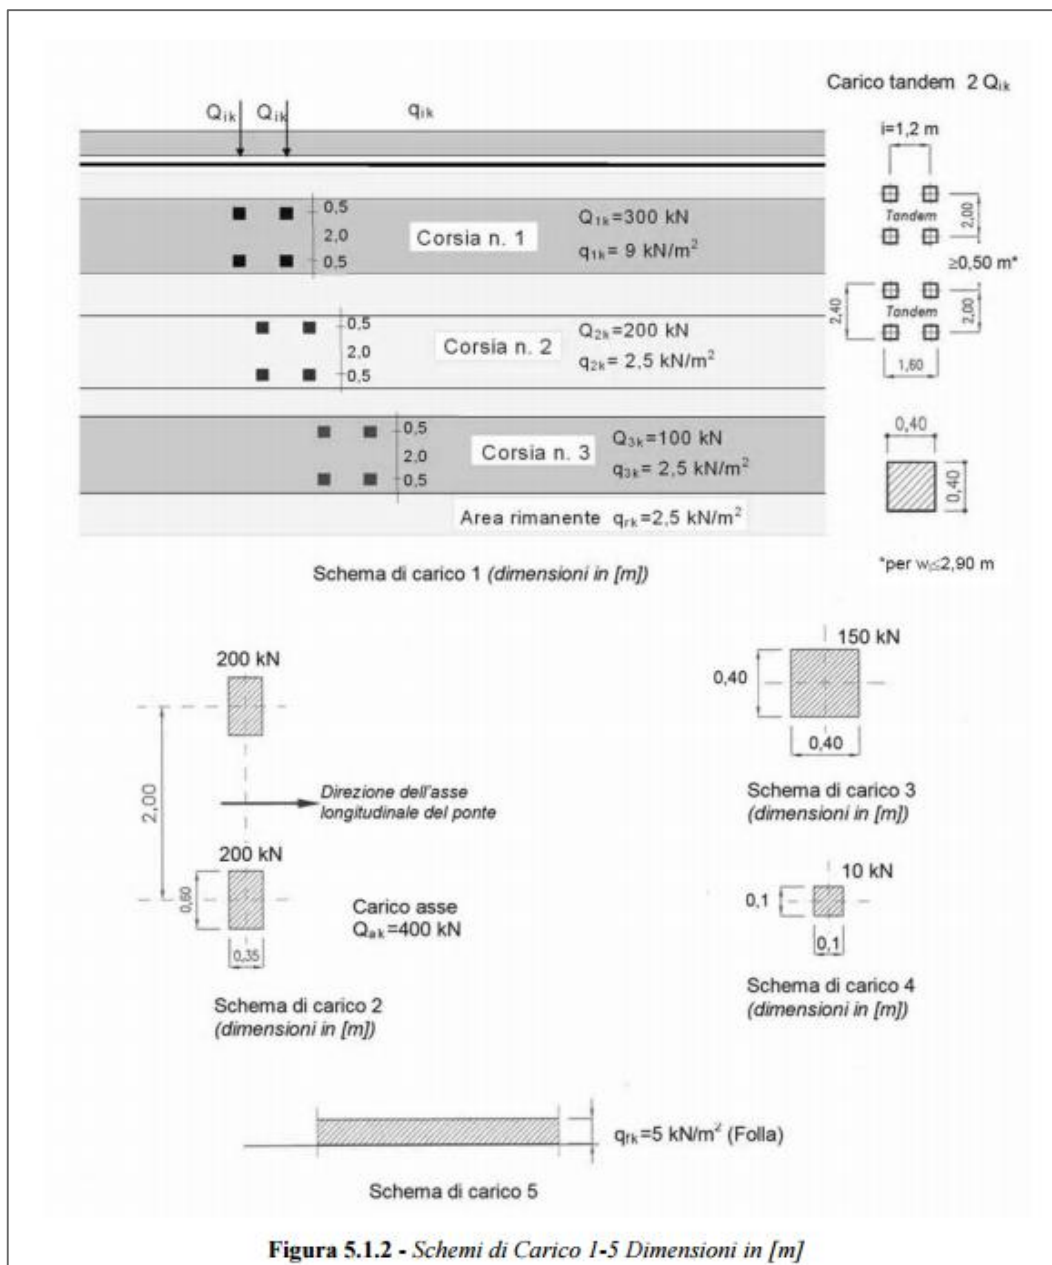 Carico tandem 2 Qik
Qik Qik qik
i=1,2 m
Tandem
2,00
≥0,50 m*
Tandem
2,40
2,00
1,60
0,5
2,0
0,5
Corsia n. 1
Q1k=300 kN
q1k= 9 kN/m²
0,5
2,0
0,5
Corsia n. 2
Q2k=200 kN
q2k= 2,5 kN/m²
0,5
2,0
0,5
Corsia n. 3
Q3k=100 kN
q3k= 2,5 kN/m²
Area rimanente qrk=2,5 kN/m²
0,40
0,40
*per wl≤2,90 m
Schema di carico 1 (dimensioni in [m])
200 kN
2,00
Direzione dell'asse
longitudinale del ponte
200 kN
0,60
0,35
Carico asse
Qak=400 kN
Schema di carico 2
(dimensioni in [m])
150 kN
0,40
0,40
Schema di carico 3
(dimensioni in [m])
10 kN
0,1
0,1
Schema di carico 4
(dimensioni in [m])
qfk=5 kN/m² (Folla)
Schema di carico 5
Figura 5.1.2 - Schemi di Carico 1-5 Dimensioni in [m]